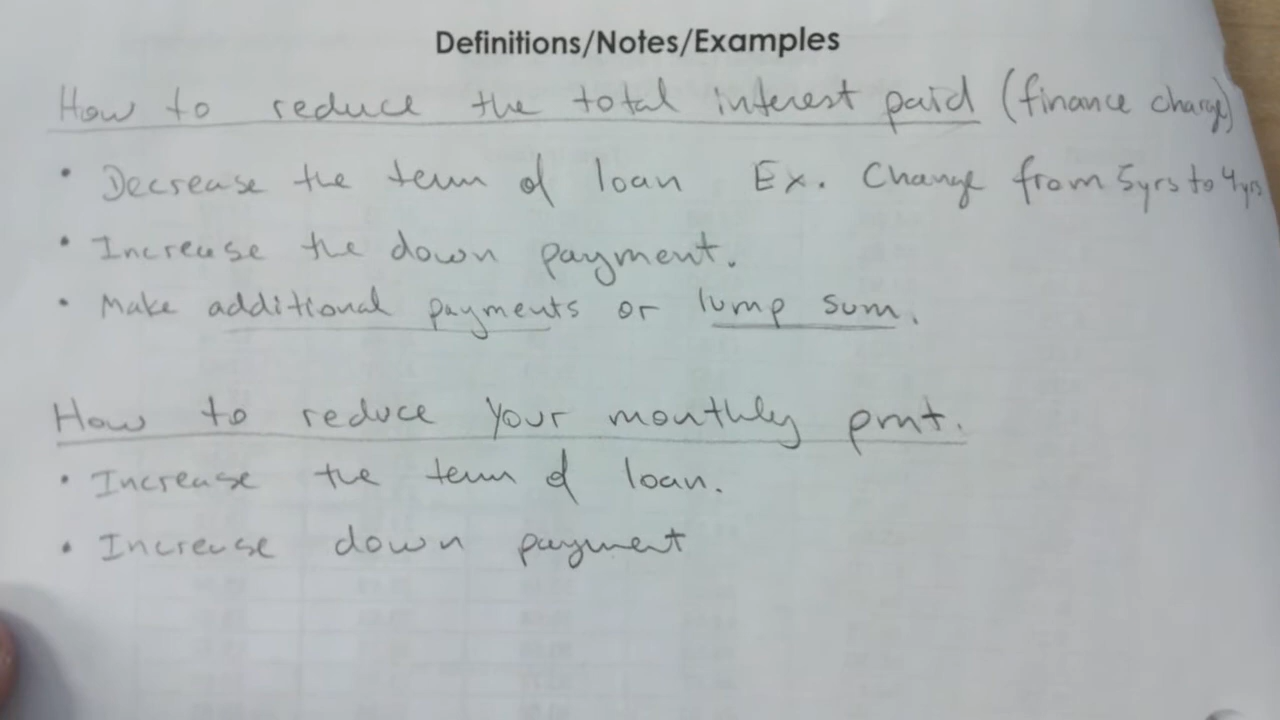 Definitions/Notes/Examples
How to reduce the total interest paid (finance charge)
• Decrease the term of loan Ex. Change from 5yrs to 4yrs
• Increase the down payment.
• Make additional payments or lump sum.
How to reduce your monthly pmt.
• Increase the term of loan.
• Increase down payment